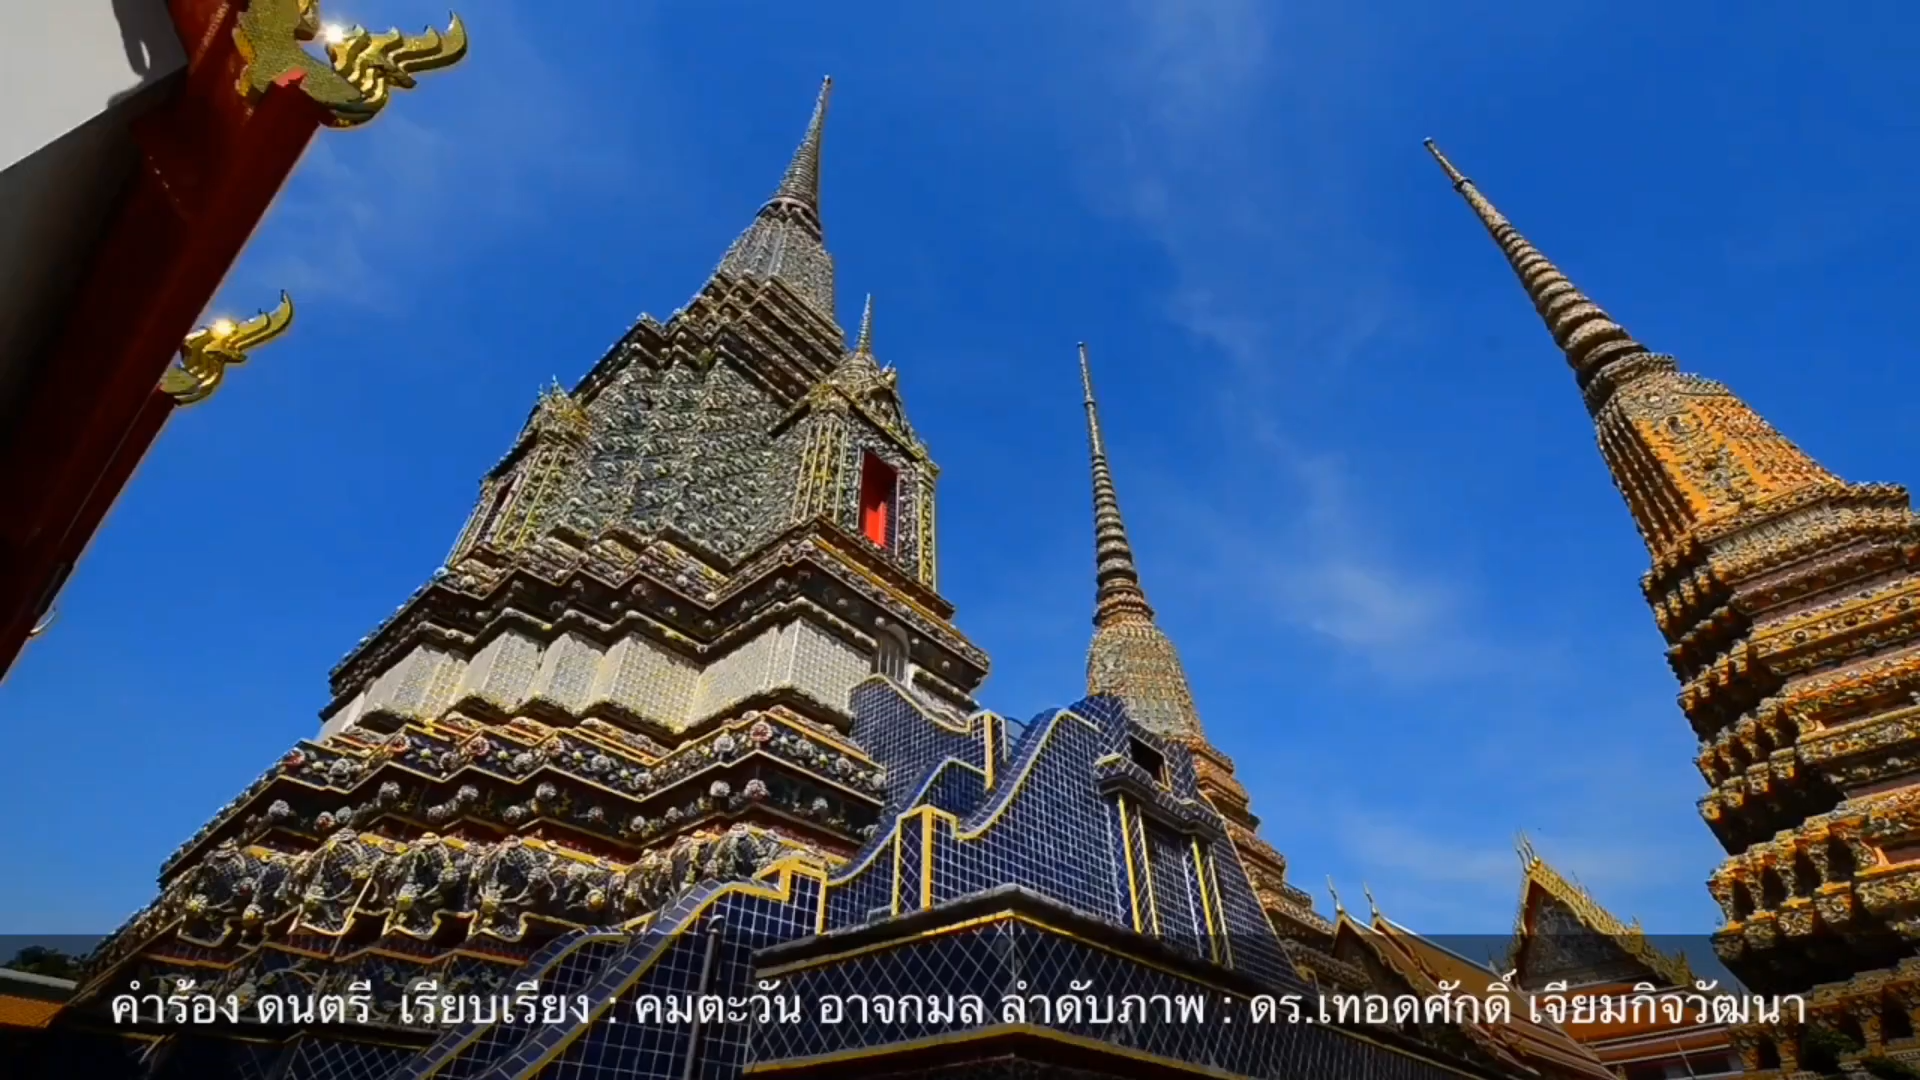 คำร้อง ดนตรี เรียบเรียง : คมตะวัน อาจกมล ลำดับภาพ : ดร.เทอดศักดิ์ เจียมกิจวัฒนา